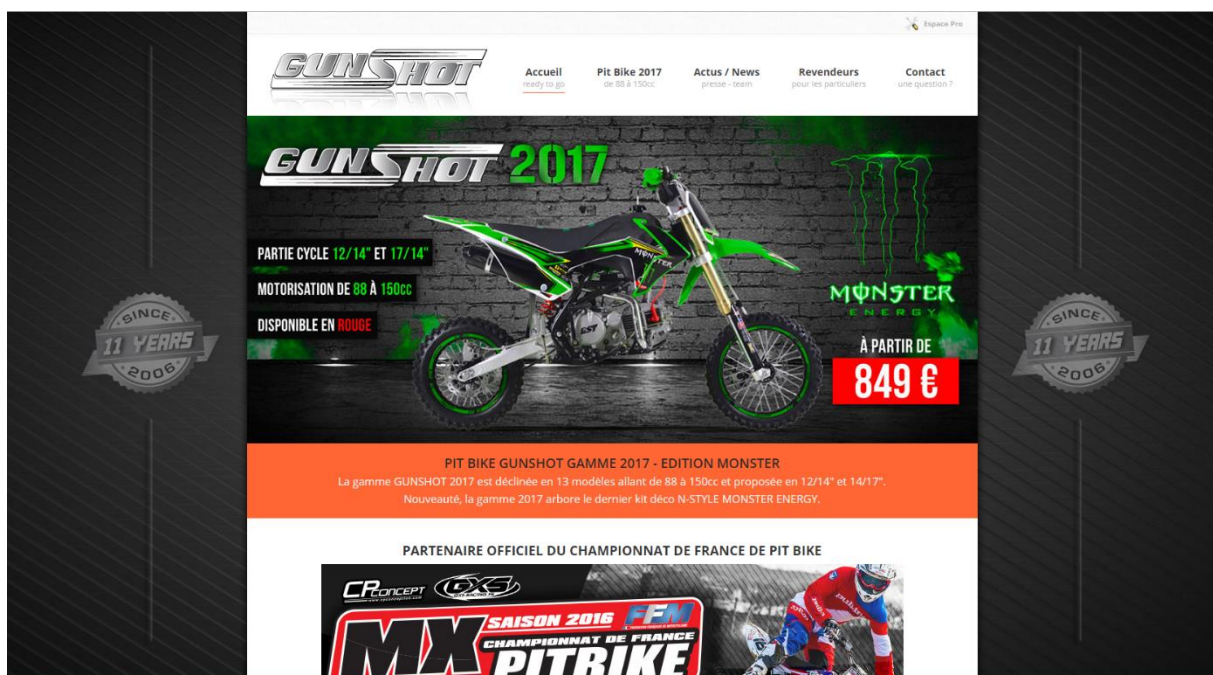 Espace Pro
GUNSHOT
Accueil
ready to go
Pit Bike 2017
de 88 à 150cc
Actus / News
presse - team
Revendeurs
pour les particuliers
Contact
une question ?
GUNSHOT 2017
PARTIE CYCLE 12/14" ET 17/14"
MOTORISATION DE 88 À 150CC
DISPONIBLE EN ROUGE
MONSTER
GST
MONSTER
ENERGY
À PARTIR DE
849 €
SINCE
11 YEARS
2006
SINCE
11 YEARS
2006
PIT BIKE GUNSHOT GAMME 2017 - EDITION MONSTER
La gamme GUNSHOT 2017 est déclinée en 13 modèles allant de 88 à 150cc et proposée en 12/14" et 14/17".
Nouveauté, la gamme 2017 arbore le dernier kit déco N-STYLE MONSTER ENERGY.
PARTENAIRE OFFICIEL DU CHAMPIONNAT DE FRANCE DE PIT BIKE
CP CONCEPT GXS
SAISON 2016 FFM
CHAMPIONNAT DE FRANCE
MX PITBIKE